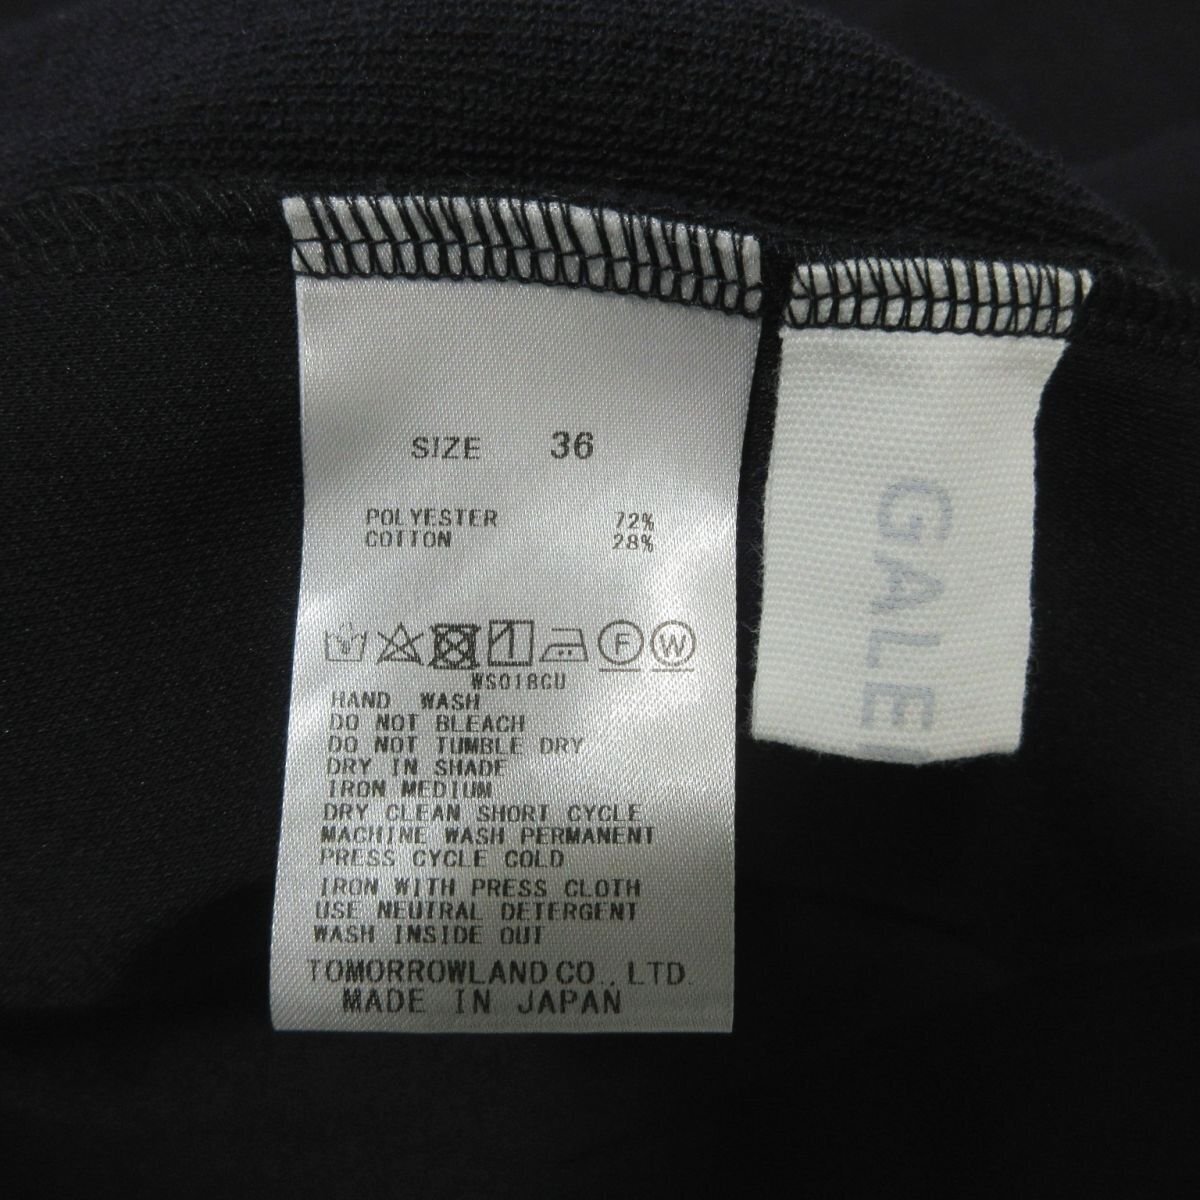 SIZE 36
POLYESTER 72%
COTTON 28%
F W
WS018CU
HAND WASH
DO NOT BLEACH
DO NOT TUMBLE DRY
DRY IN SHADE
IRON MEDIUM
DRY CLEAN SHORT CYCLE
MACHINE WASH PERMANENT
PRESS CYCLE COLD
IRON WITH PRESS CLOTH
USE NEUTRAL DETERGENT
WASH INSIDE OUT
TOMORROWLAND CO., LTD.
MADE IN JAPAN
GALE